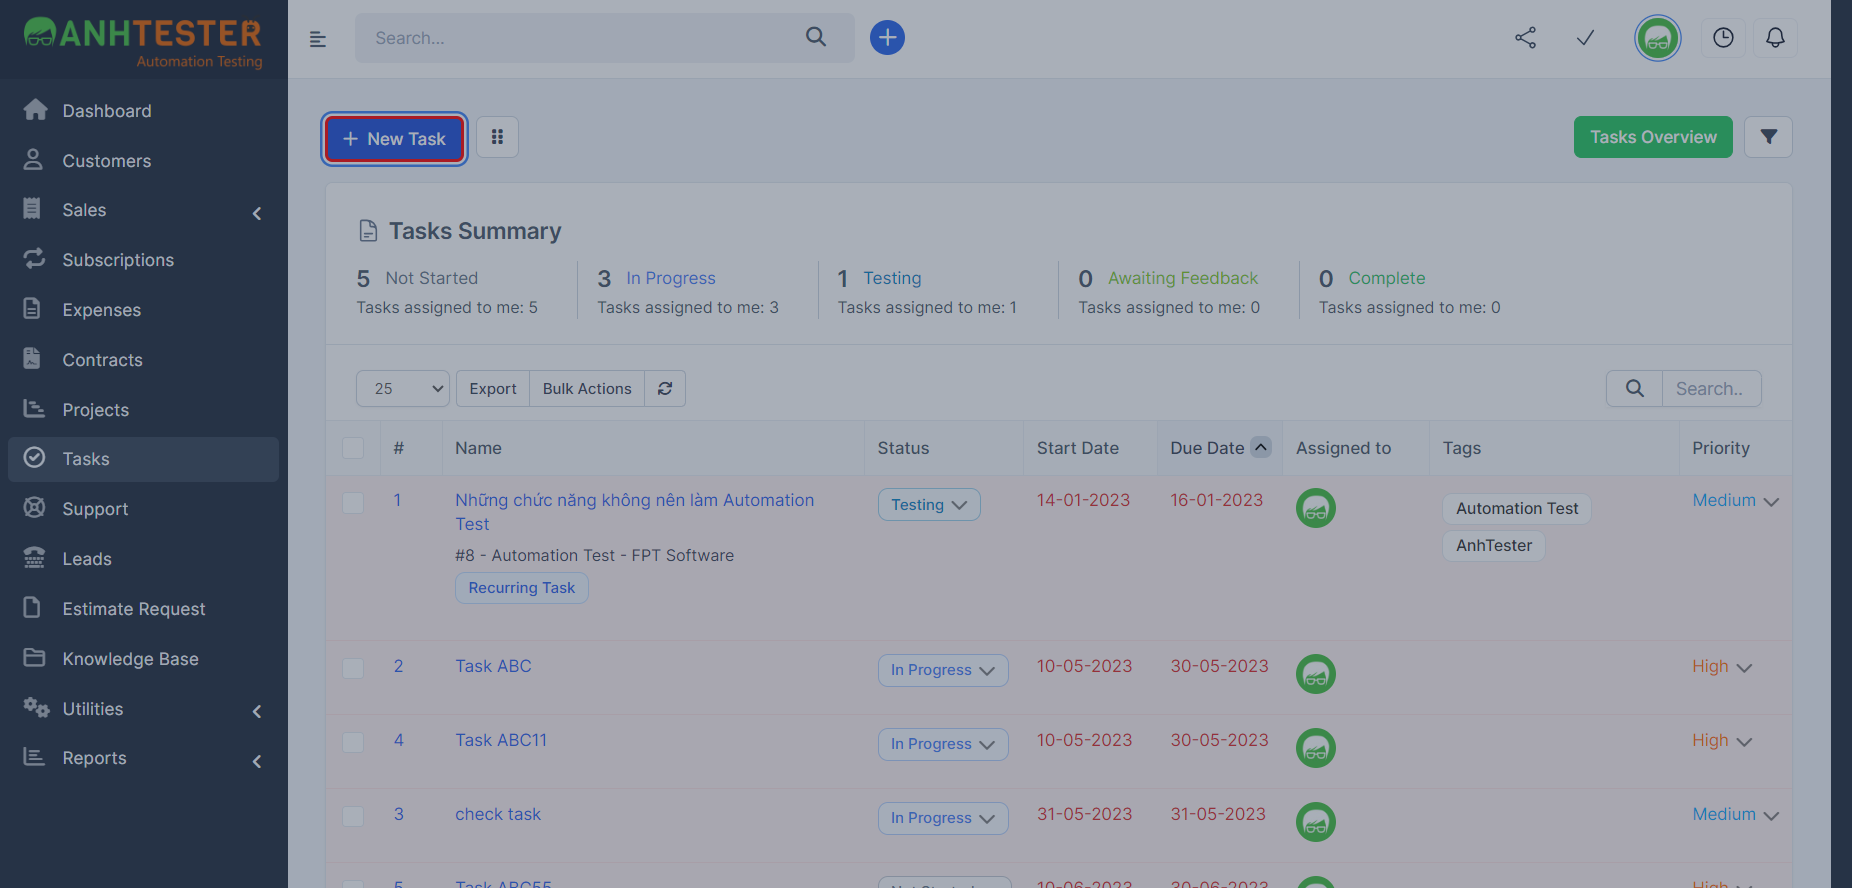 ANHTESTER
Automation Testing
Search...
Dashboard
Customers
Sales
Subscriptions
Expenses
Contracts
Projects
Tasks
Support
Leads
Estimate Request
Knowledge Base
Utilities
Reports
New Task
Tasks Overview
Tasks Summary
5 Not Started
Tasks assigned to me: 5
3 In Progress
Tasks assigned to me: 3
1 Testing
Tasks assigned to me: 1
0 Awaiting Feedback
Tasks assigned to me: 0
0 Complete
Tasks assigned to me: 0
25 Export Bulk Actions Search..
# Name Status Start Date Due Date Assigned to Tags Priority
1 Những chức năng không nên làm Automation Testing 14-01-2023 16-01-2023 Automation Test Medium
Test
#8 - Automation Test - FPT Software AnhTester
Recurring Task
2 Task ABC In Progress 10-05-2023 30-05-2023 High
4 Task ABC11 In Progress 10-05-2023 30-05-2023 High
3 check task In Progress 31-05-2023 31-05-2023 Medium
5 Task ABC55 Not Started 10-06-2023 30-06-2023 High